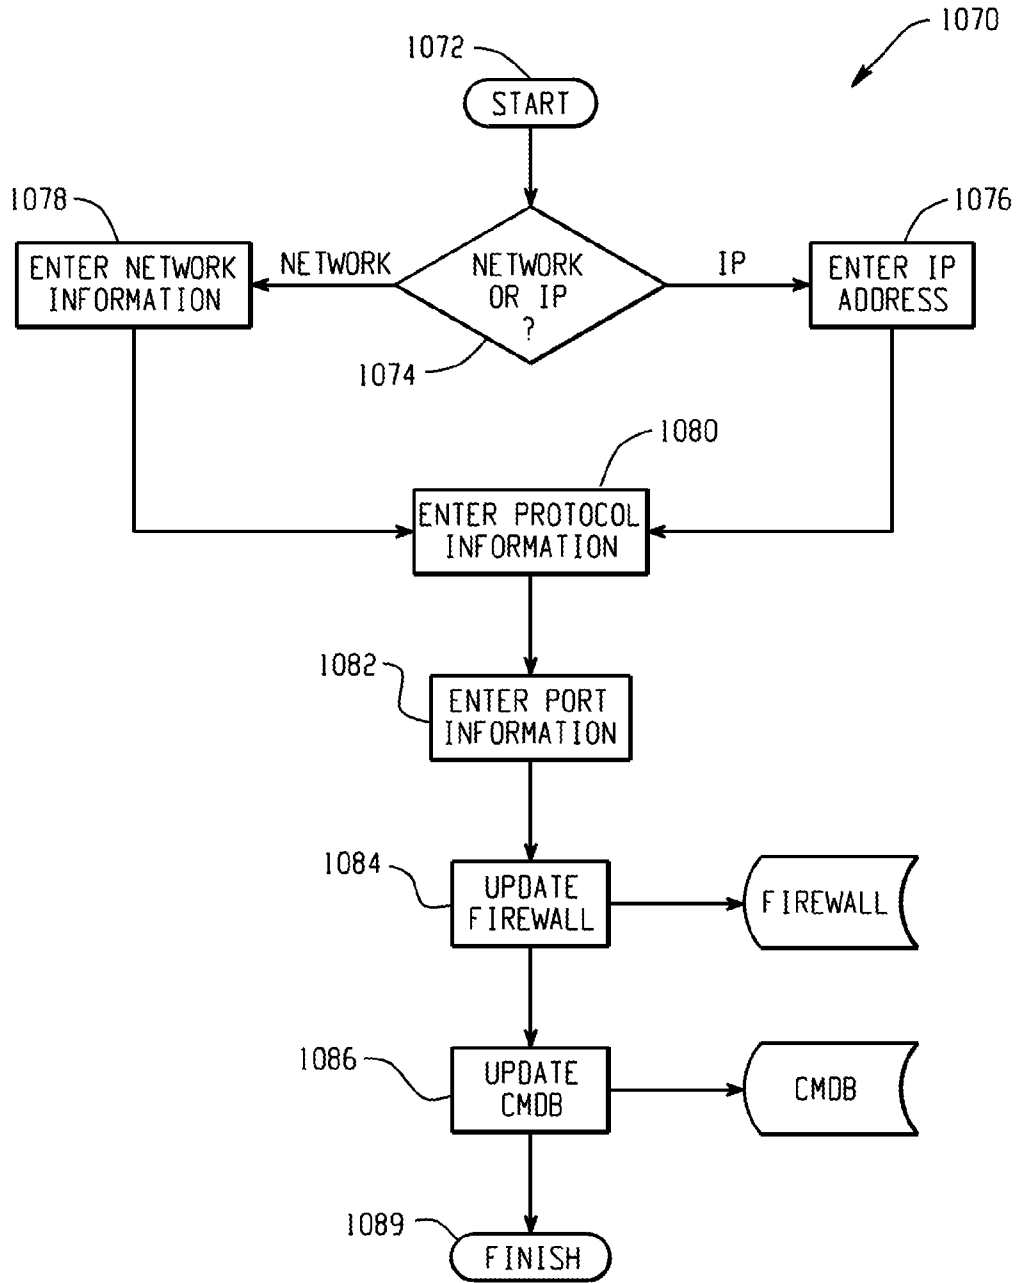 1070
1072
START
1078
1076
ENTER NETWORK
INFORMATION
NETWORK
NETWORK
OR IP
?
IP
ENTER IP
ADDRESS
1074
1080
ENTER PROTOCOL
INFORMATION
1082
ENTER PORT
INFORMATION
1084
UPDATE
FIREWALL
FIREWALL
1086
UPDATE
CMDB
CMDB
1089
FINISH